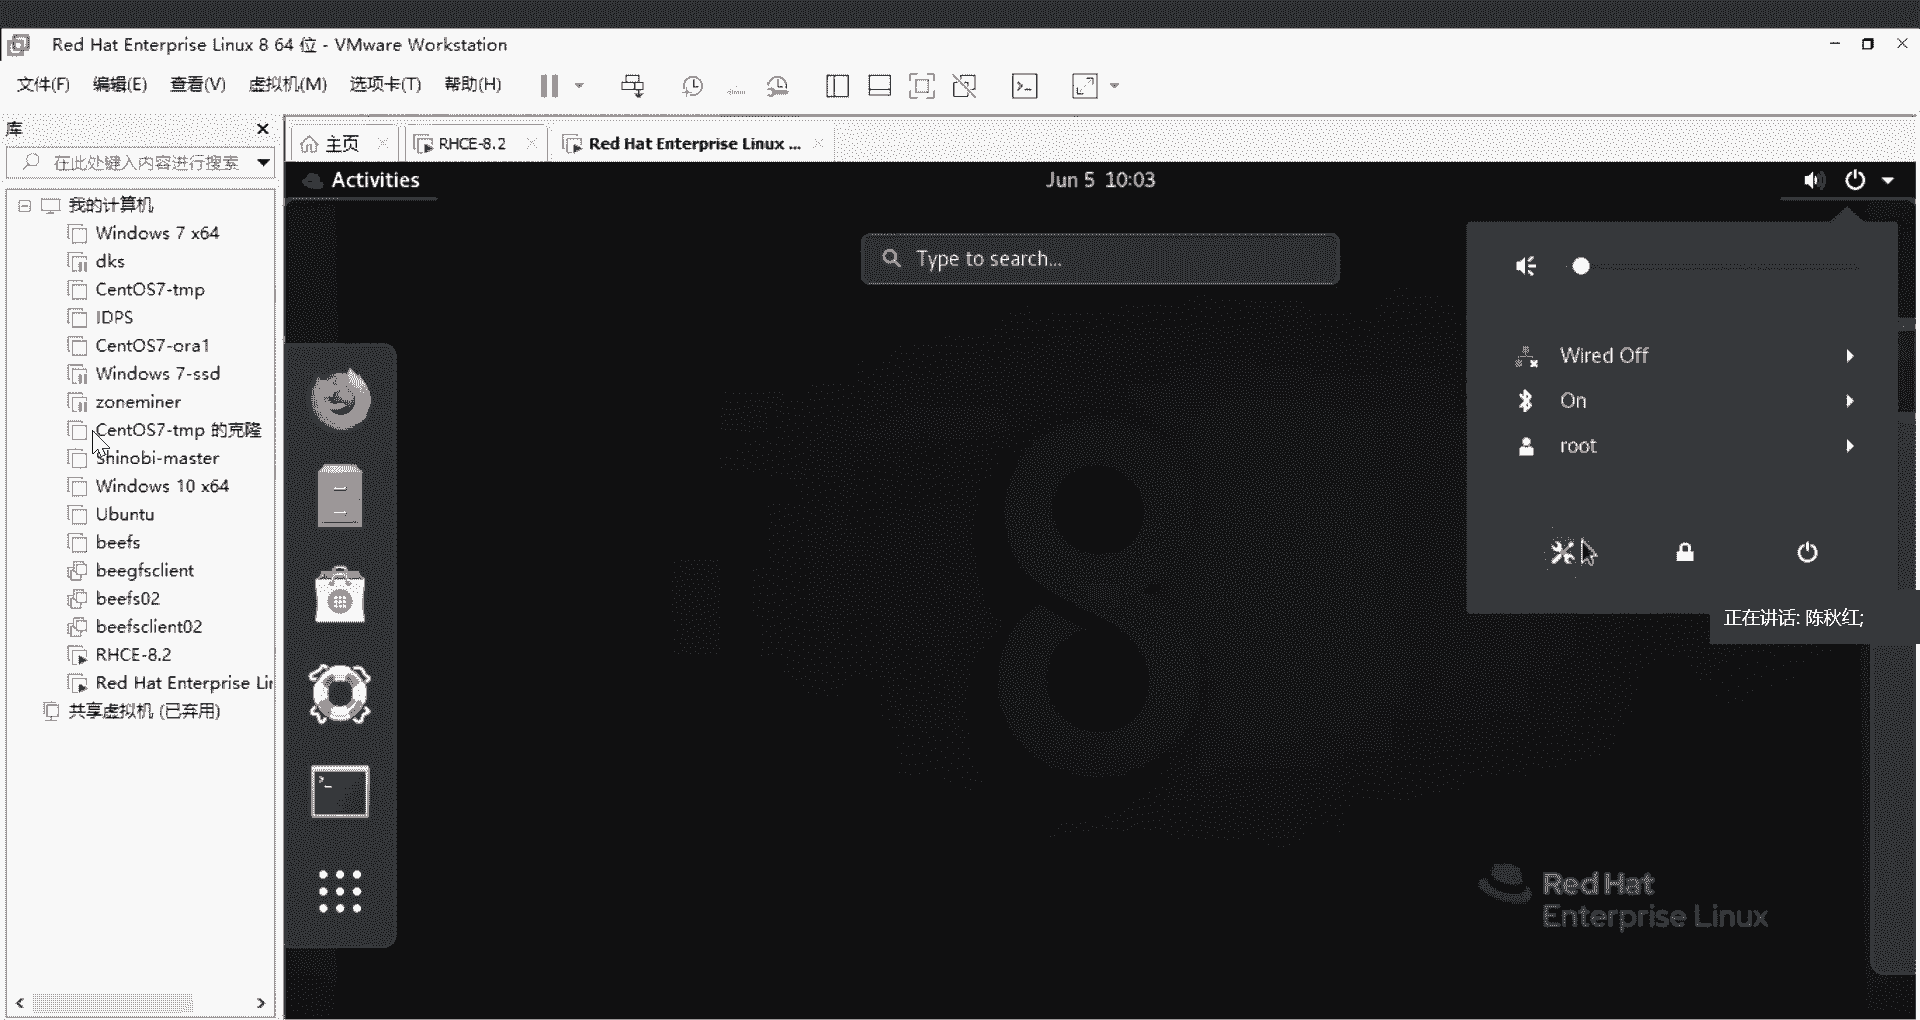 Red Hat Enterprise Linux 8 64 位 - VMware Workstation
文件(F) 编辑(E) 查看(V) 虚拟机(M) 选项卡(T) 帮助(H)
库
在此处键入内容进行搜索
我的计算机
Windows 7 x64
dks
CentOS7-tmp
IDPS
CentOS7-ora1
Windows 7-ssd
zoneminer
CentOS7-tmp 的克隆
Shinobi-master
Windows 10 x64
Ubuntu
beefs
beegfsclient
beefs02
beefsclient02
RHCE-8.2
Red Hat Enterprise Lin
共享虚拟机 (已弃用)
主页 RHCE-8.2 Red Hat Enterprise Linux ...
Activities Jun 5 10:03
Type to search...
Wired Off
On
root
正在讲话: 陈秋红;
8
Red Hat
Enterprise Linux